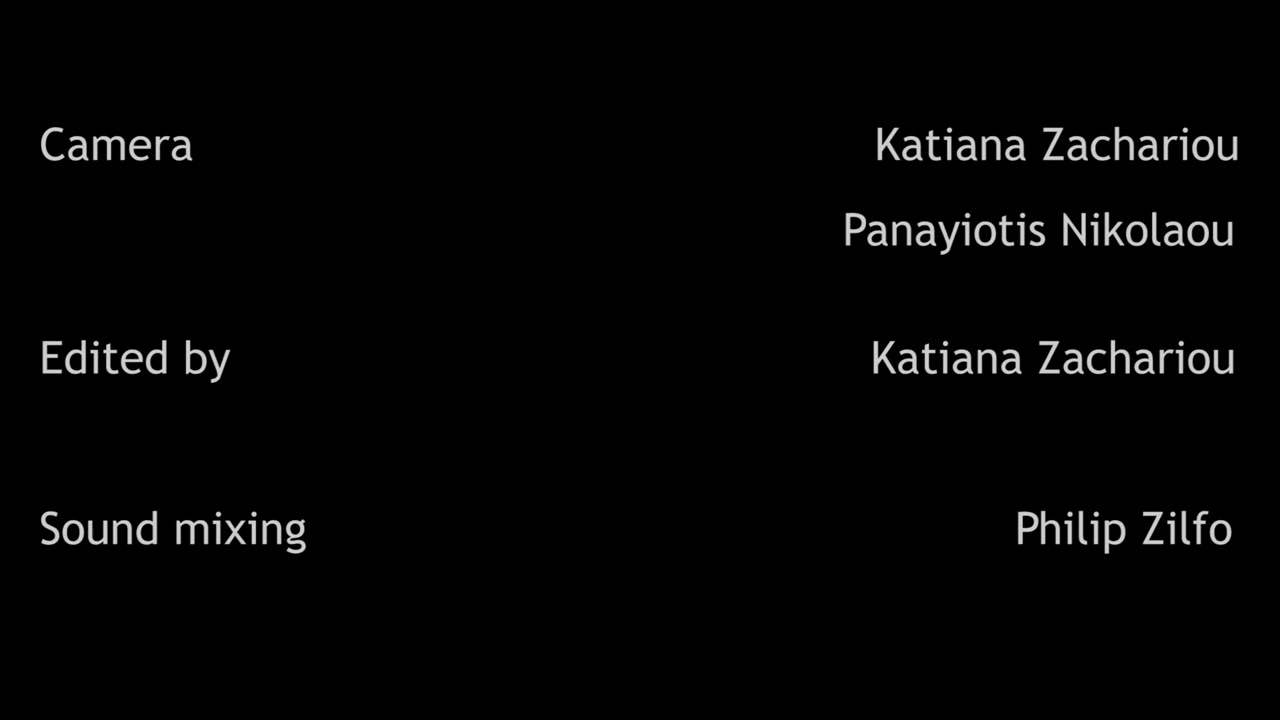 Camera Katiana Zachariou
Panayiotis Nikolaou
Edited by Katiana Zachariou
Sound mixing Philip Zilfo